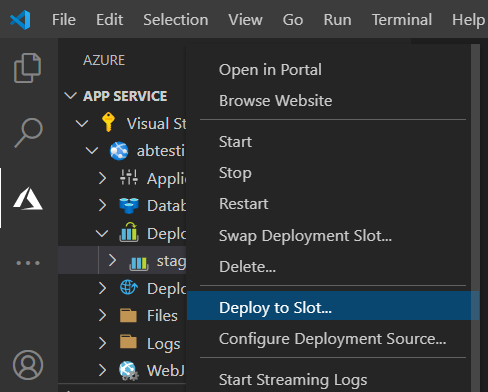 File Edit Selection View Go Run Terminal Help
AZURE
APP SERVICE
Visual St
abtesti
Applic
Datab
Deplo
stag
Deplo
Files
Logs
WebJ
Open in Portal
Browse Website
Start
Stop
Restart
Swap Deployment Slot...
Delete...
Deploy to Slot...
Configure Deployment Source...
Start Streaming Logs